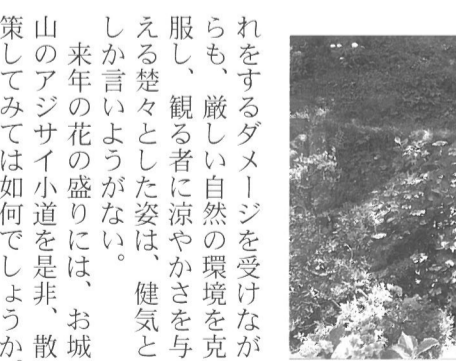 れをするダメージを受けなが
らも、厳しい自然の環境を克
服し、観る者に涼やかさを与
える楚々とした姿は、健気と
しか言いようがない。
来年の花の盛りには、お城
山のアジサイ小道を是非、散
策してみては如何でしょうか。